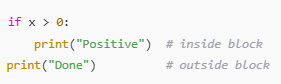 if x > 0:
    print("Positive")  # inside block
print("Done")          # outside block